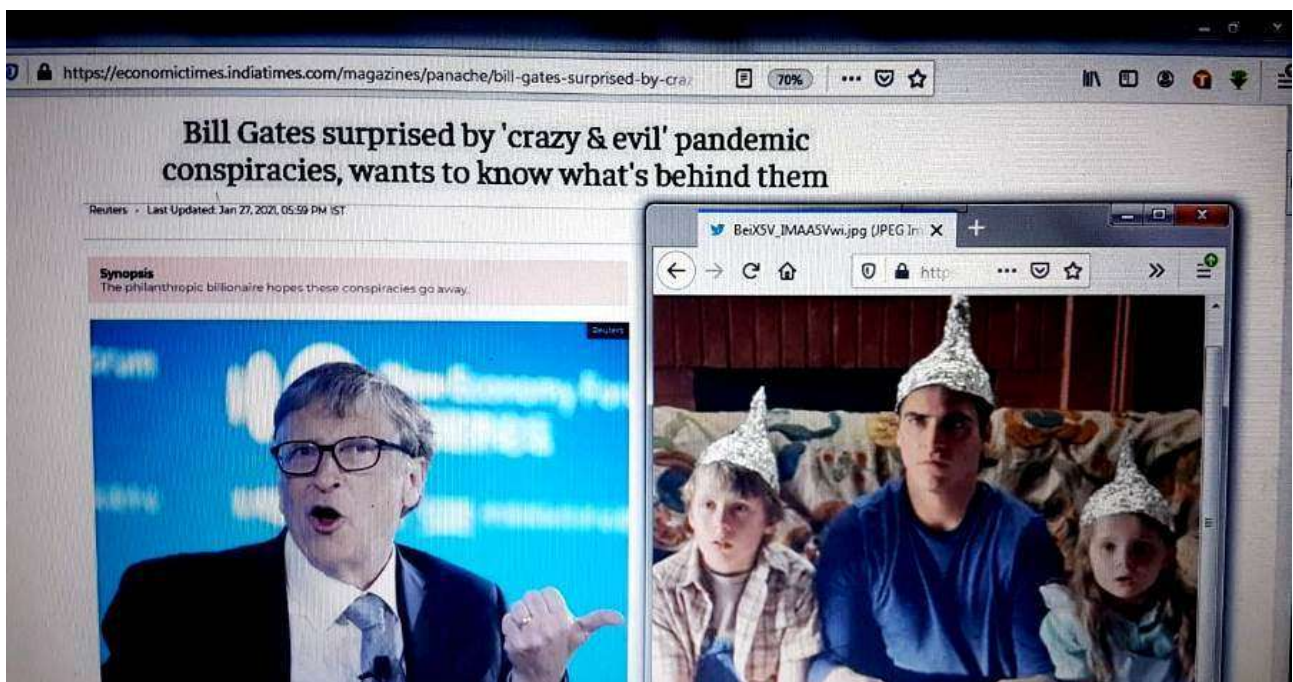 https://economictimes.indiatimes.com/magazines/panache/bill-gates-surprised-by-craz
70%
Bill Gates surprised by 'crazy & evil' pandemic
conspiracies, wants to know what's behind them
Reuters - Last Updated: Jan 27, 2021, 05:59 PM IST
Synopsis
The philanthropic billionaire hopes these conspiracies go away.
Reuters
BeiX5V_IMAA5Vwi.jpg (JPEG Im
http